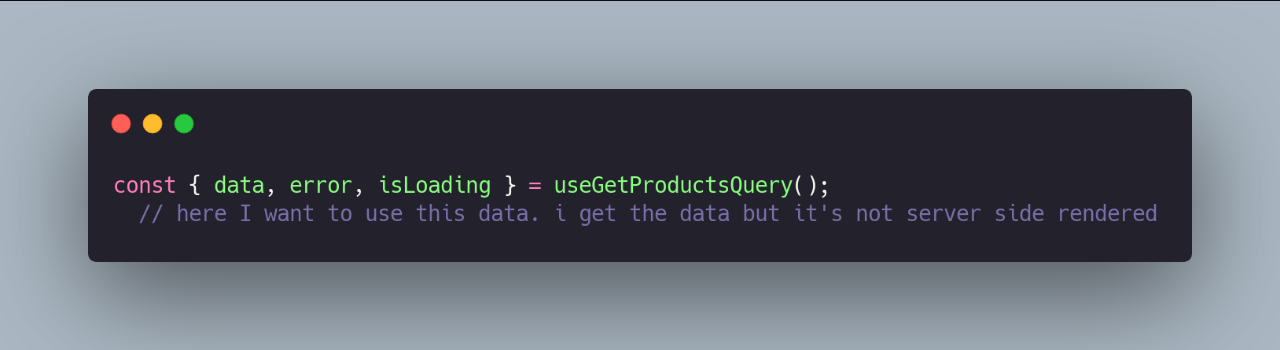 const { data, error, isLoading } = useGetProductsQuery();
// here I want to use this data. i get the data but it's not server side rendered